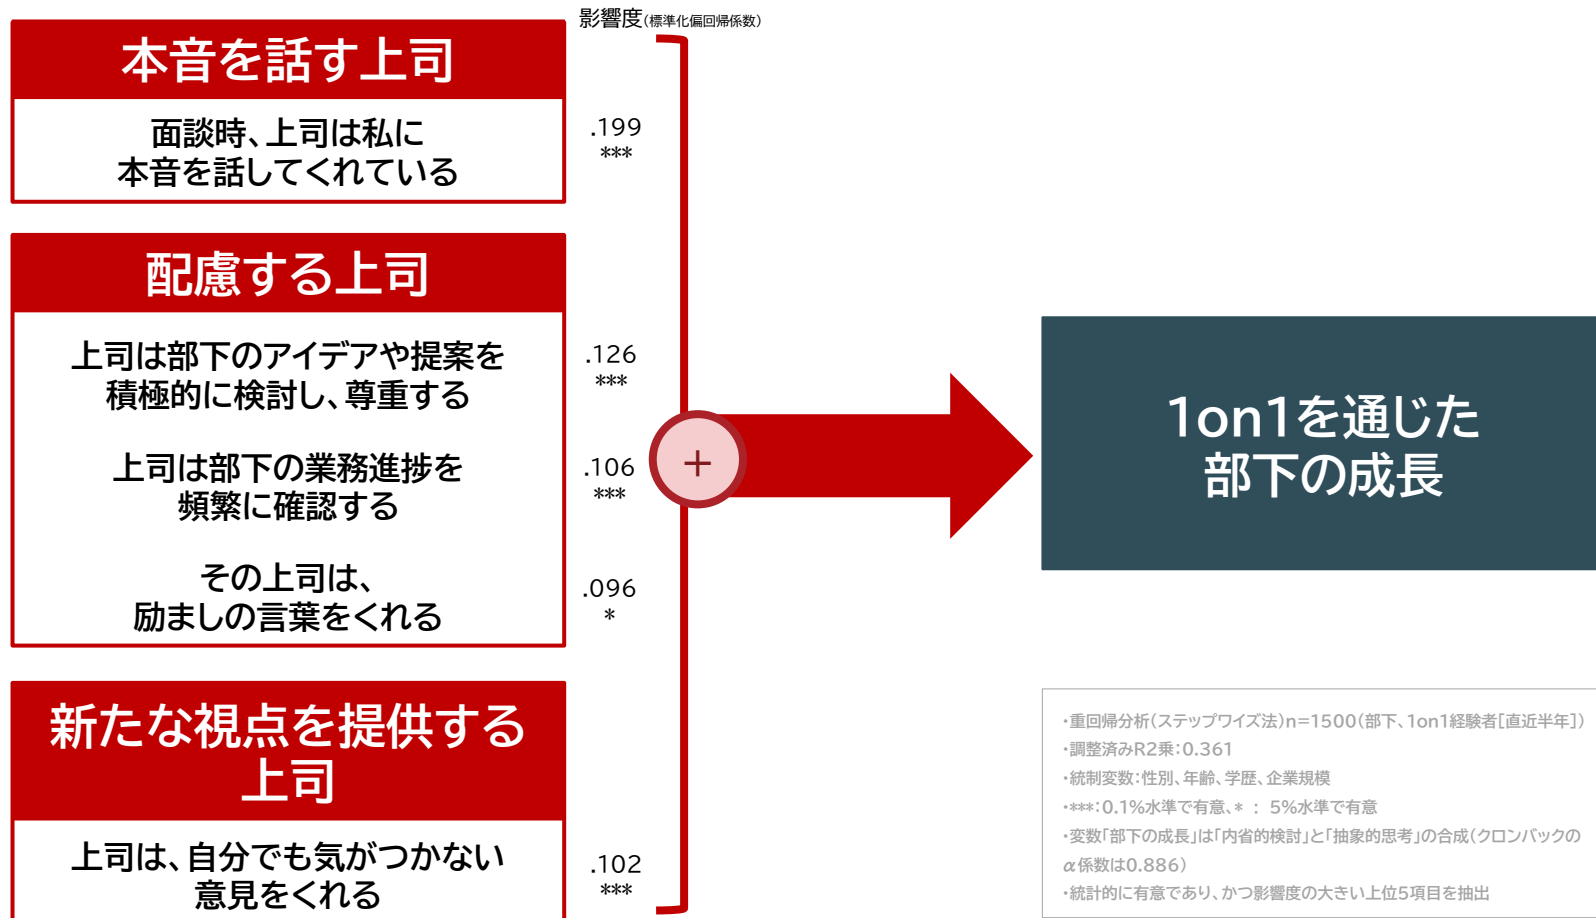 影響度(標準化偏回帰係数)
本音を話す上司
面談時、上司は私に
本音を話してくれている
.199
***
配慮する上司
上司は部下のアイデアや提案を
積極的に検討し、尊重する
.126
***
上司は部下の業務進捗を
頻繁に確認する
.106
***
その上司は、
励ましの言葉をくれる
.096
*
新たな視点を提供する
上司
上司は、自分でも気がつかない
意見をくれる
.102
***
+
1on1を通じた
部下の成長
・重回帰分析(ステップワイズ法)n=1500(部下、1on1経験者[直近半年])
・調整済みR2乗:0.361
・統制変数:性別、年齢、学歴、企業規模
・***:0.1%水準で有意、* : 5%水準で有意
・変数「部下の成長」は「内省的検討」と「抽象的思考」の合成(クロンバックの
α係数は0.886)
・統計的に有意であり、かつ影響度の大きい上位5項目を抽出